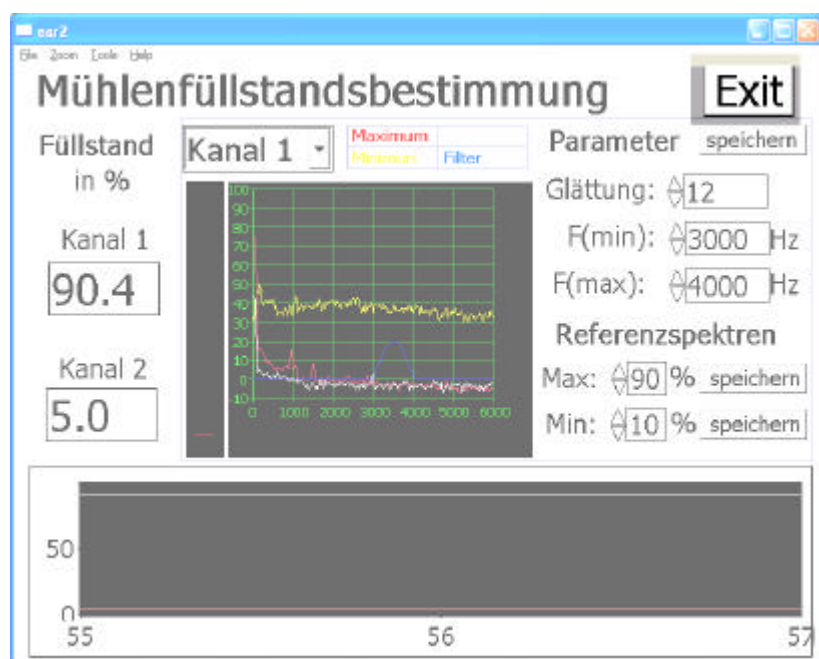 ear2
File Zoom Tools Help
Mühlenfüllstandsbestimmung
Exit
Füllstand
in %
Kanal 1
90.4
Kanal 2
5.0
Kanal 1
Maximum
Minimum Filter
100
90
80
70
60
50
40
30
20
10
0
-10
0 1000 2000 3000 4000 5000 6000
Parameter speichern
Glättung: 12
F(min): 3000 Hz
F(max): 4000 Hz
Referenzspektren
Max: 90 % speichern
Min: 10 % speichern
50
0
55 56 57